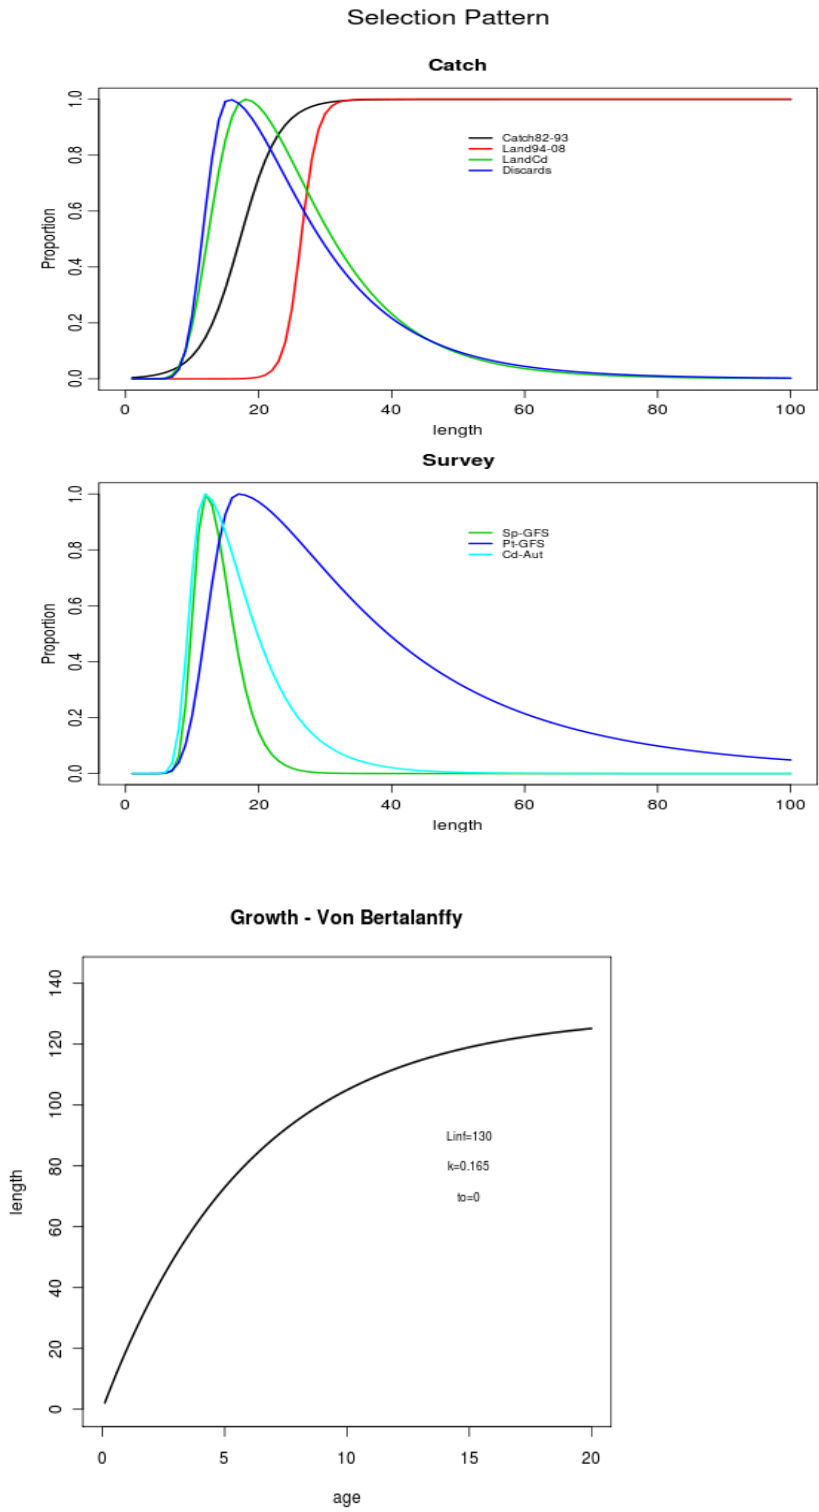 Selection Pattern
Catch
Proportion
1.0
0.8
0.6
0.4
0.2
0.0
Catch82-93
Land94-08
LandCd
Discards
0 20 40 60 80 100
length
Survey
Proportion
1.0
0.8
0.6
0.4
0.2
0.0
Sp-GFS
Pt-GFS
Cd-Aut
0 20 40 60 80 100
length
Growth - Von Bertalanffy
length
140
120
100
80
60
40
20
0
Linf=130
k=0.165
to=0
0 5 10 15 20
age